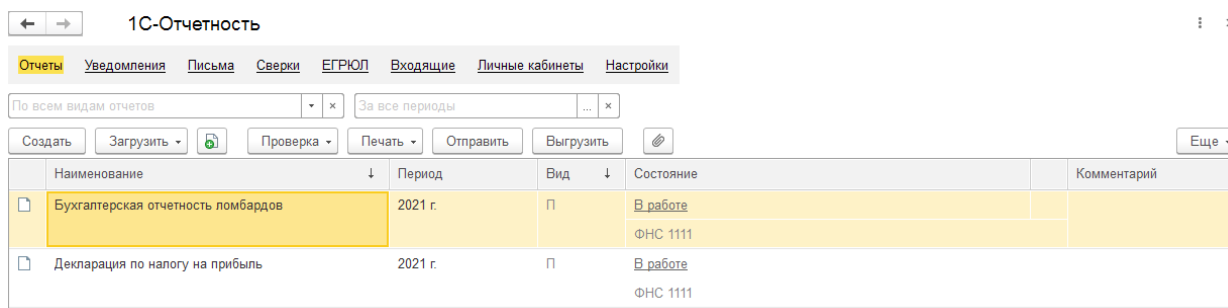 1С-Отчетность
Отчеты Уведомления Письма Сверки ЕГРЮЛ Входящие Личные кабинеты Настройки
По всем видам отчетов За все периоды
Создать Загрузить Проверка Печать Отправить Выгрузить Еще
Наименование Период Вид Состояние Комментарий
Бухгалтерская отчетность ломбардов 2021 г. П В работе
ФНС 1111
Декларация по налогу на прибыль 2021 г. П В работе
ФНС 1111